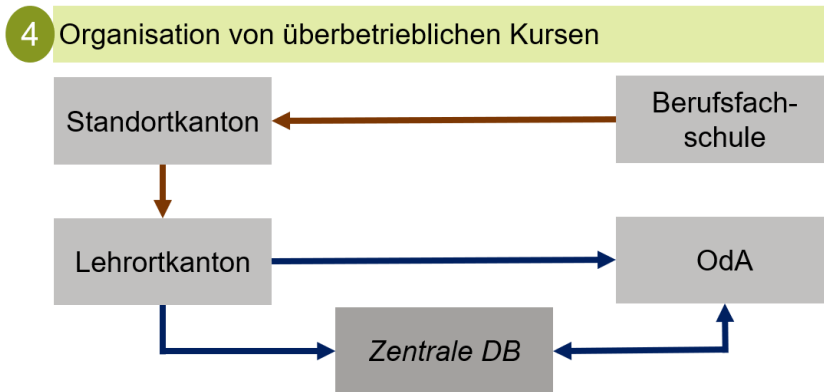 4 Organisation von überbetrieblichen Kursen
Standortkanton
Berufsfach-
schule
Lehrortkanton
OdA
Zentrale DB